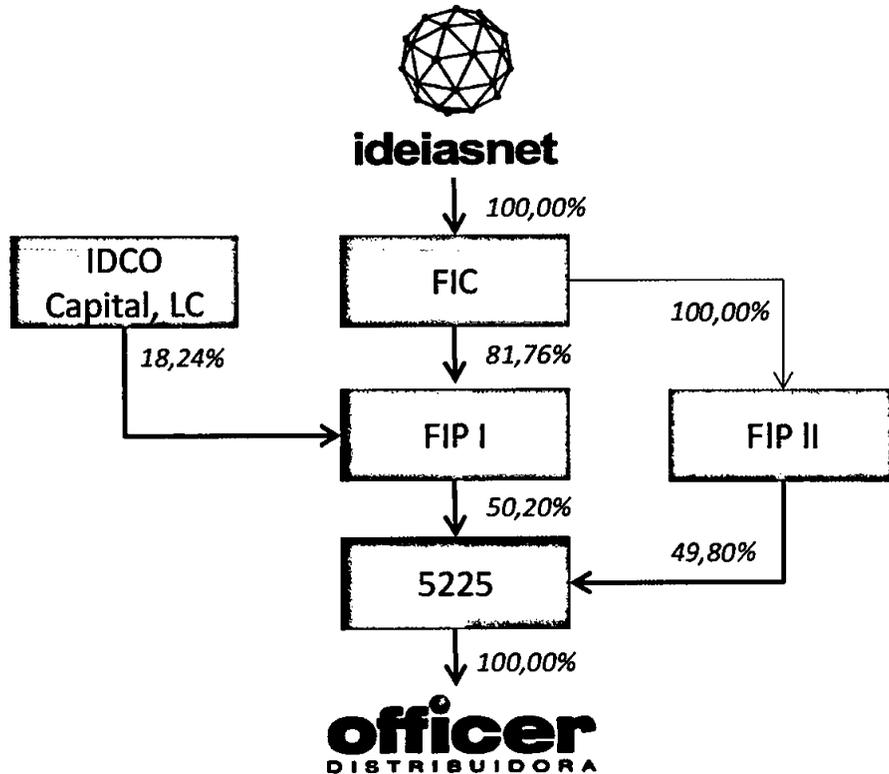 ideiasnet
100,00%
IDCO
Capital, LC
FIC
100,00%
18,24%
81,76%
FIP I
FIP II
50,20%
49,80%
5225
100,00%
officer
DISTRIBUIDORA